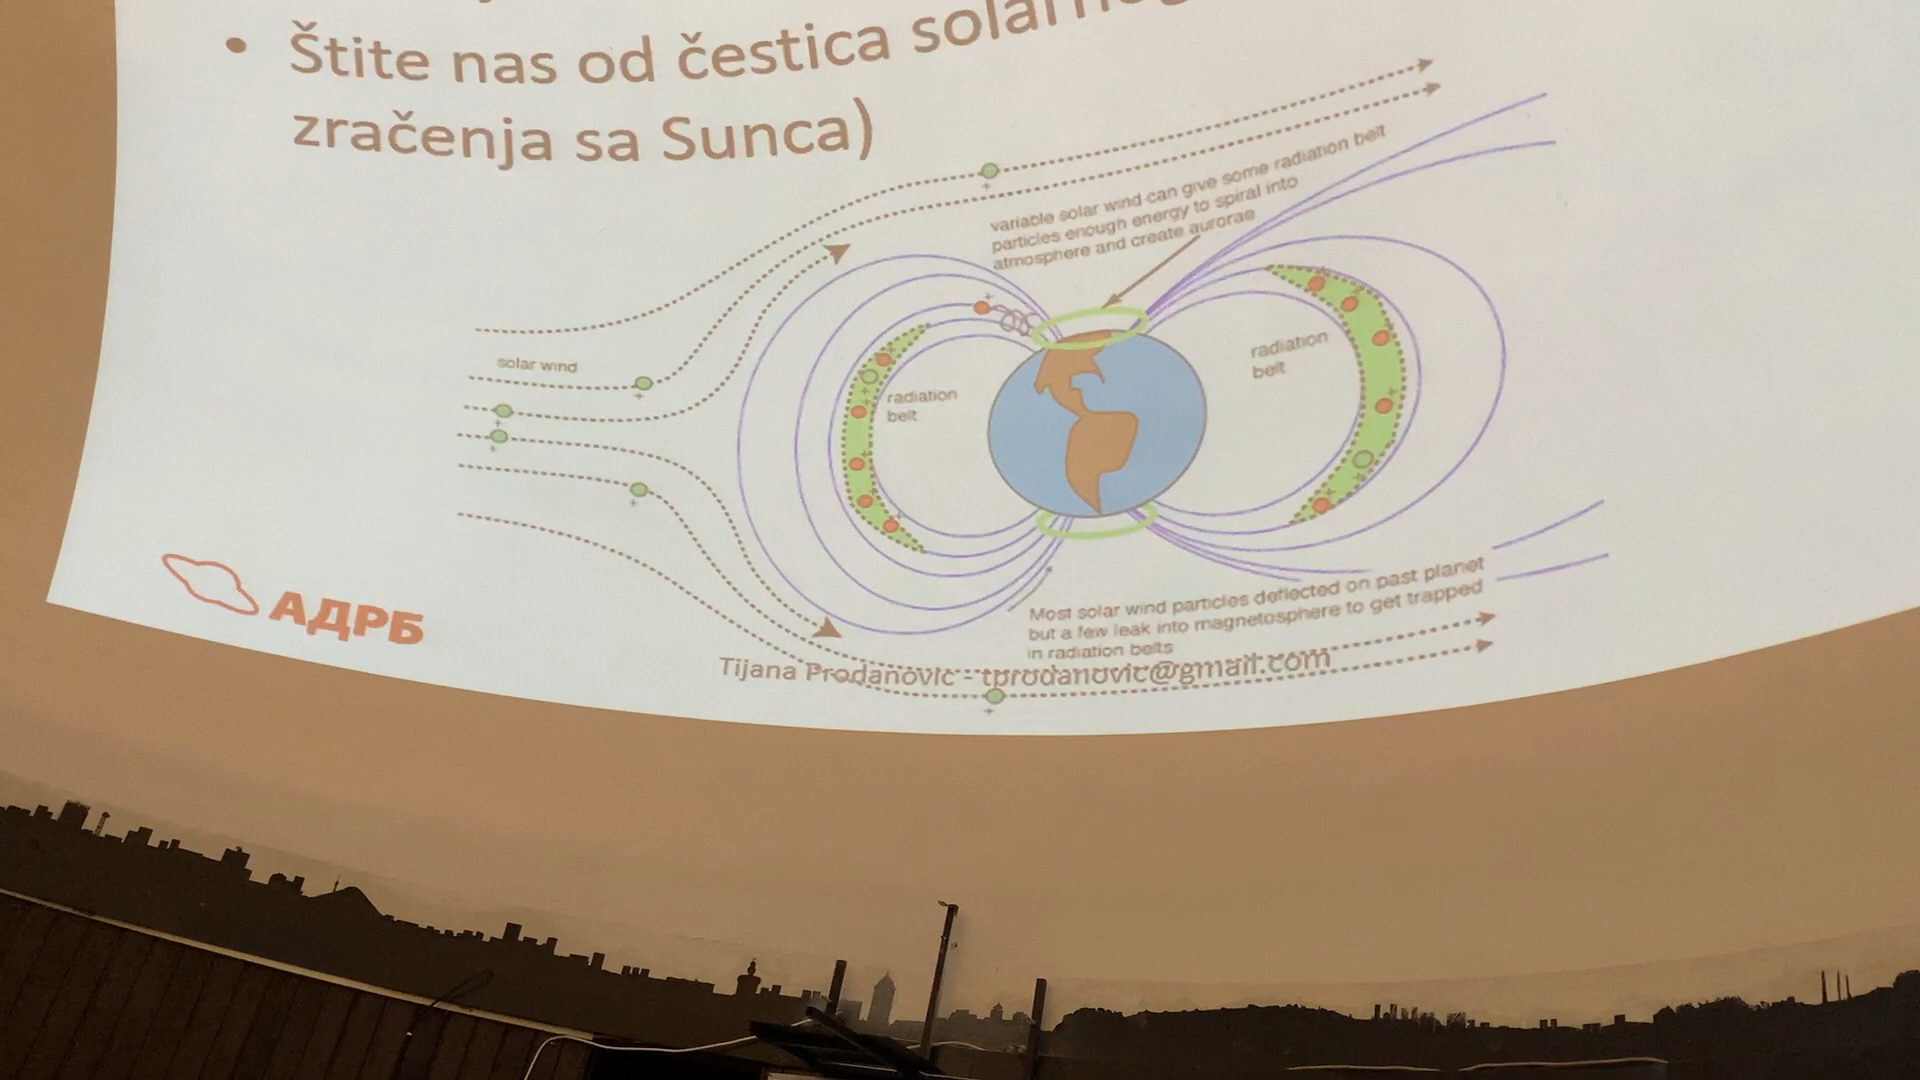 • Štite nas od čestica solarnog
zračenja sa Sunca)
variable solar wind can give some radiation belt
particles enough energy to spiral into
atmosphere and create aurorae
solar wind
radiation
belt
radiation
belt
Most solar wind particles deflected on past planet
but a few leak into magnetosphere to get trapped
in radiation belts
АДРБ
Tijana Prodanović - tprodanovic@gmail.com